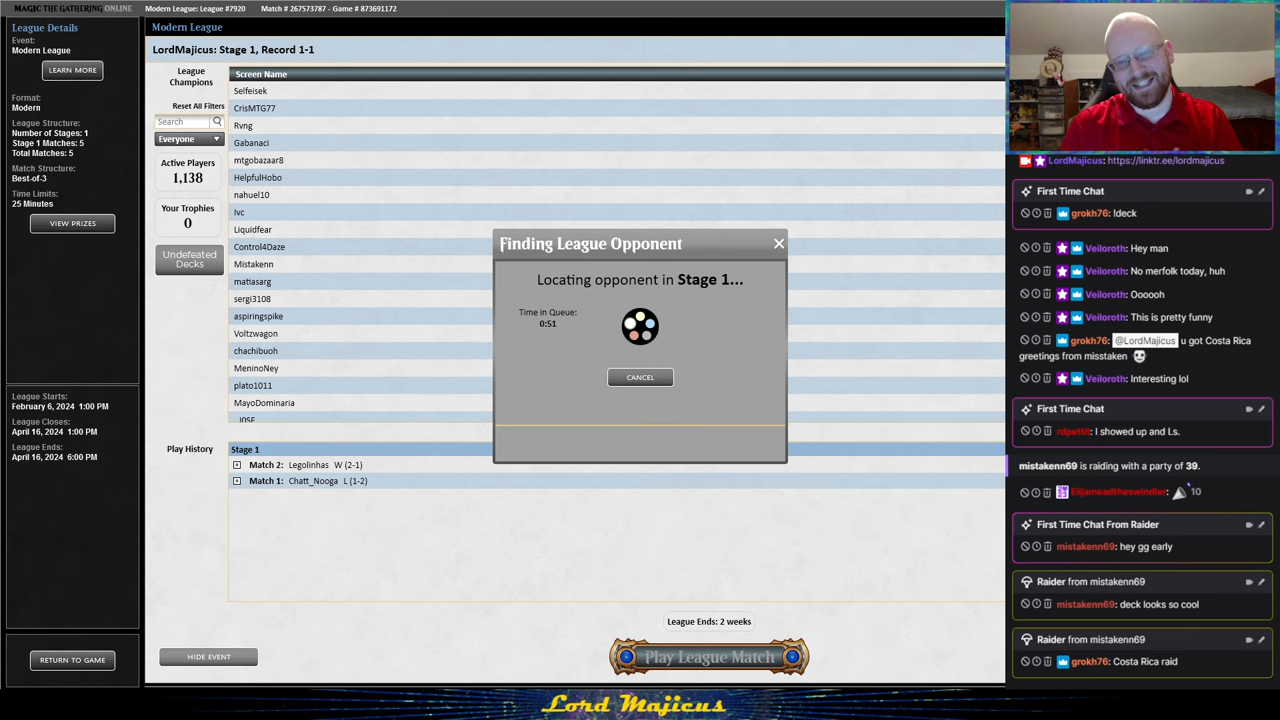 MAGIC THE GATHERING ONLINE
Modern League: League #7920
Match # 267573787 - Game # 873691172
League Details
Event:
Modern League
LEARN MORE
Format:
Modern
League Structure:
Number of Stages: 1
Stage 1 Matches: 5
Total Matches: 5
Match Structure:
Best-of-3
Time Limits:
25 Minutes
VIEW PRIZES
League Starts:
February 6, 2024 1:00 PM
League Closes:
April 16, 2024 1:00 PM
League Ends:
April 16, 2024 6:00 PM
RETURN TO GAME
Modern League
LordMajicus: Stage 1, Record 1-1
League
Champions
Reset All Filters
Search
Everyone
Active Players
1,138
Your Trophies
0
Undefeated
Decks
Screen Name
Selfeisek
CrisMTG77
Rvng
Gabanaci
mtgobazaar8
HelpfulHobo
nahuel10
Liquidfear
Control4Daze
Mistakenn
matiasarg
sergi3108
aspiringspike
Voltzwagon
chachibuoh
MeninoNey
plato1011
MayoDominaria
Finding League Opponent
Locating opponent in Stage 1...
Time in Queue:
0:51
CANCEL
Play History
Stage 1
Match 2: Legolinhas W (2-1)
Match 1: Chatt_Nooga L (1-2)
League Ends: 2 weeks
HIDE EVENT
Play League Match
LordMajicus: https://linktr.ee/lordmajicus
First Time Chat
grokh76: !deck
Veiloroth: Hey man
Veiloroth: No merfolk today, huh
Veiloroth: Oooooh
Veiloroth: This is pretty funny
grokh76: @LordMajicus u got Costa Rica
greetings from misstaken
Veiloroth: Interesting lol
First Time Chat
rdpettit: I showed up and Ls.
mistakenn69 is raiding with a party of 39.
Elijameadtheswindler: 10
First Time Chat From Raider
mistakenn69: hey gg early
Raider from mistakenn69
mistakenn69: deck looks so cool
Raider from mistakenn69
grokh76: Costa Rica raid
Lord Majicus